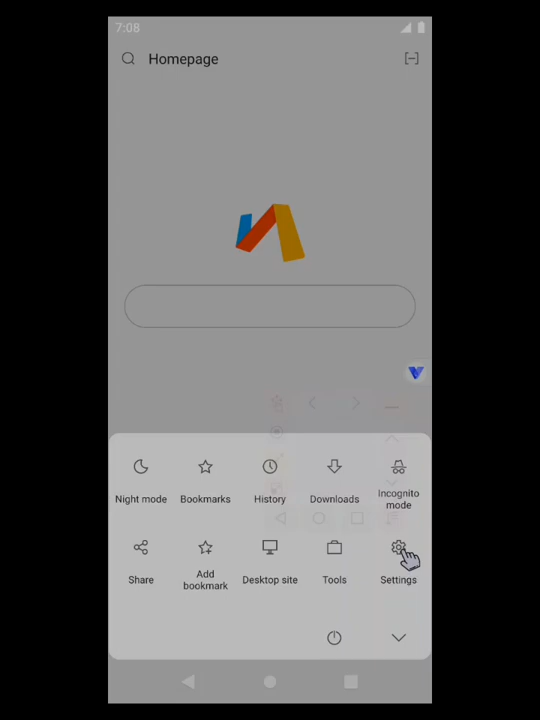 7:08
Homepage
Night mode
Bookmarks
History
Downloads
Incognito
mode
Share
Add
bookmark
Desktop site
Tools
Settings